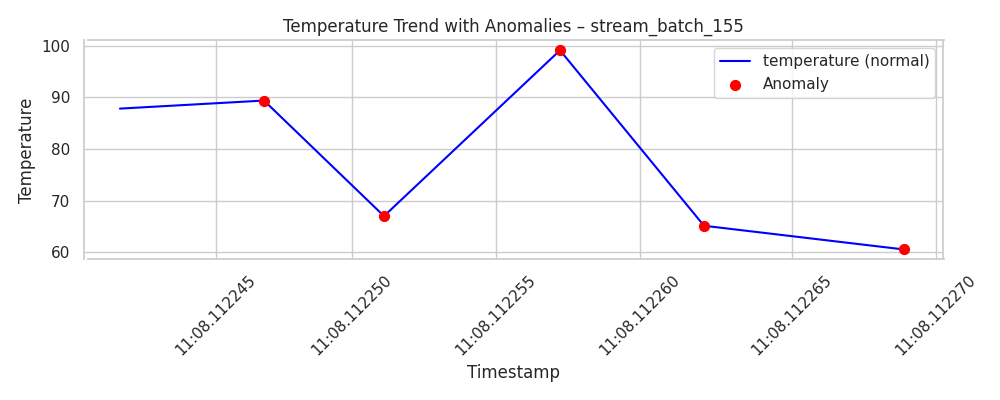 Temperature Trend with Anomalies – stream_batch_155
temperature (normal)
Anomaly
Temperature
100
90
80
70
60
11:08.112245
11:08.112250
11:08.112255
11:08.112260
11:08.112265
11:08.112270
Timestamp